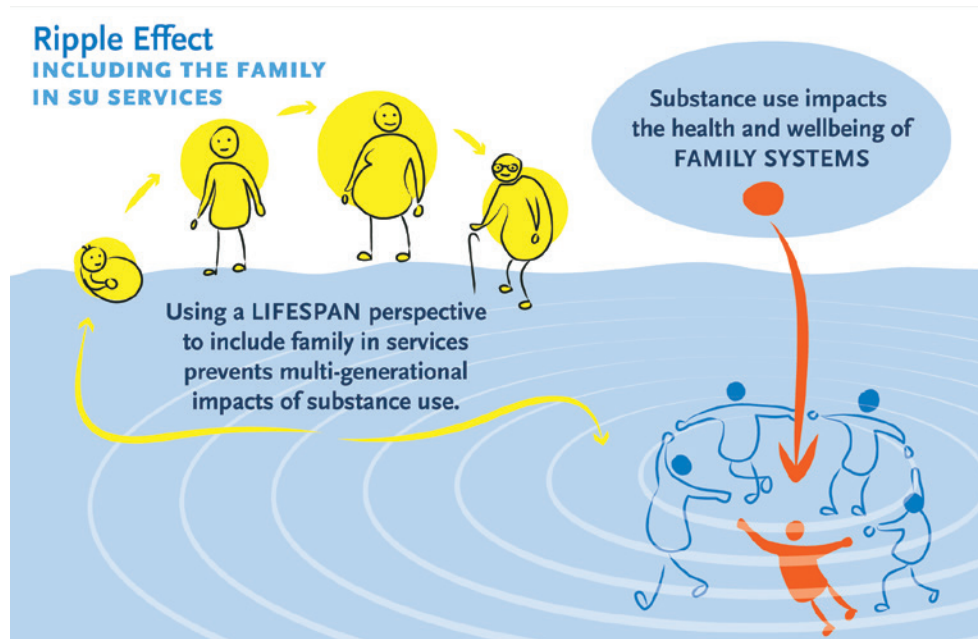 Ripple Effect
INCLUDING THE FAMILY
IN SU SERVICES
Substance use impacts
the health and wellbeing of
FAMILY SYSTEMS
Using a LIFESPAN perspective
to include family in services
prevents multi-generational
impacts of substance use.